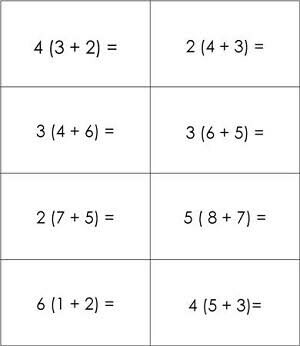 4 (3 + 2) =
2 (4 + 3) =
3 (4 + 6) =
3 (6 + 5) =
2 (7 + 5) =
5 ( 8 + 7) =
6 (1 + 2) =
4 (5 + 3)=